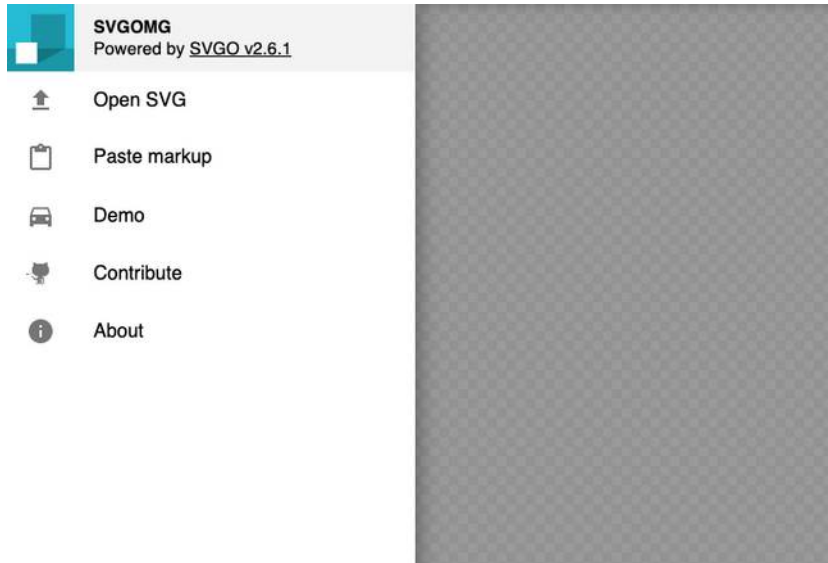 SVGOMG
Powered by SVGO v2.6.1
Open SVG
Paste markup
Demo
Contribute
About